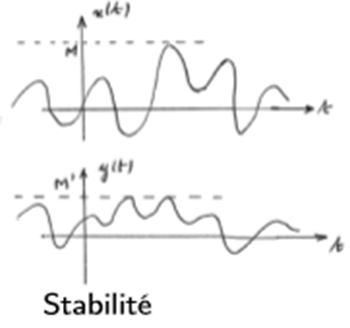 x(t)
M
t
y(t)
M'
t
Stabilité